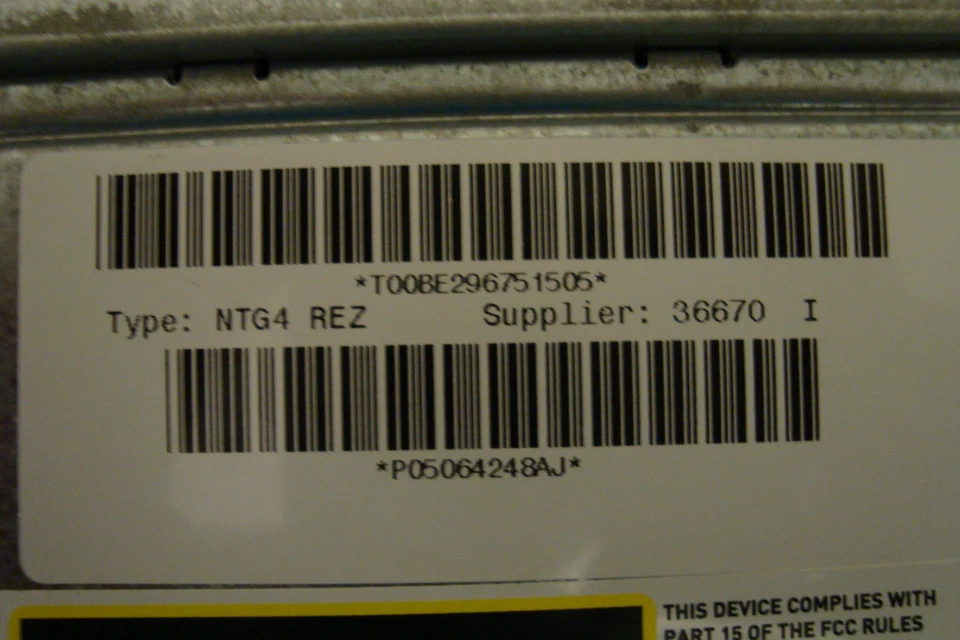 *T00BE296751505*
Type: NTG4 REZ Supplier: 36670 I
*P05064248AJ*
THIS DEVICE COMPLIES WITH
PART 15 OF THE FCC RULES